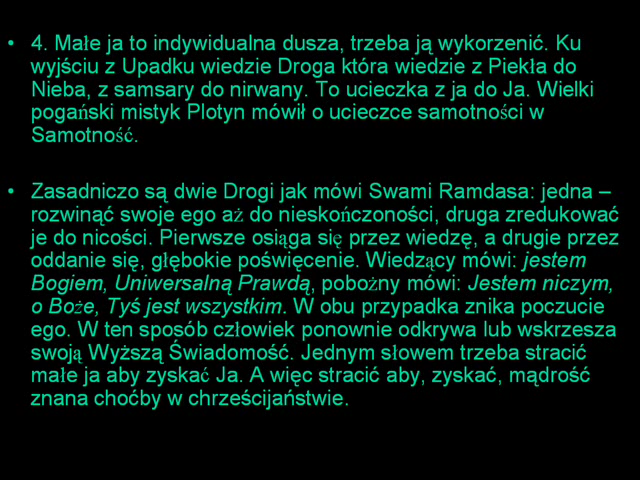 • 4. Małe ja to indywidualna dusza, trzeba ją wykorzenić. Ku
wyjściu z Upadku wiedzie Droga która wiedzie z Piekła do
Nieba, z samsary do nirwany. To ucieczka z ja do Ja. Wielki
pogański mistyk Plotyn mówił o ucieczce samotności w
Samotność.
• Zasadniczo są dwie Drogi jak mówi Swami Ramdasa: jedna –
rozwinąć swoje ego aż do nieskończoności, druga zredukować
je do nicości. Pierwsze osiąga się przez wiedzę, a drugie przez
oddanie się, głębokie poświęcenie. Wiedzący mówi: jestem
Bogiem, Uniwersalną Prawdą, pobożny mówi: Jestem niczym,
o Boże, Tyś jest wszystkim. W obu przypadka znika poczucie
ego. W ten sposób człowiek ponownie odkrywa lub wskrzesza
swoją Wyższą Świadomość. Jednym słowem trzeba stracić
małe ja aby zyskać Ja. A więc stracić aby, zyskać, mądrość
znana choćby w chrześcijaństwie.